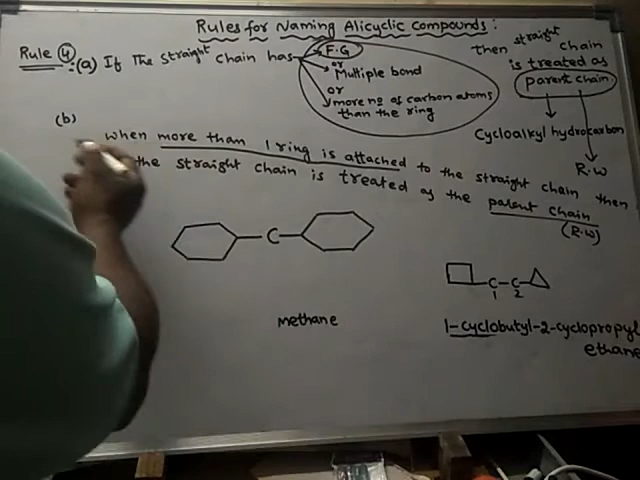 Rules for Naming Alicyclic Compounds :
Rule ④ :- (a) If The straight chain has F.G
or
Multiple bond
or
more no of carbon atoms
than the ring
then straight chain
is treated as
parent chain
Cycloalkyl hydrocarbon
R.W
(b)
when more than 1 ring is attached to the straight chain then
the straight chain is treated as the parent chain
(R.W)
C
methane
C - C
1 2
1-cyclobutyl-2-cyclopropyl
ethane